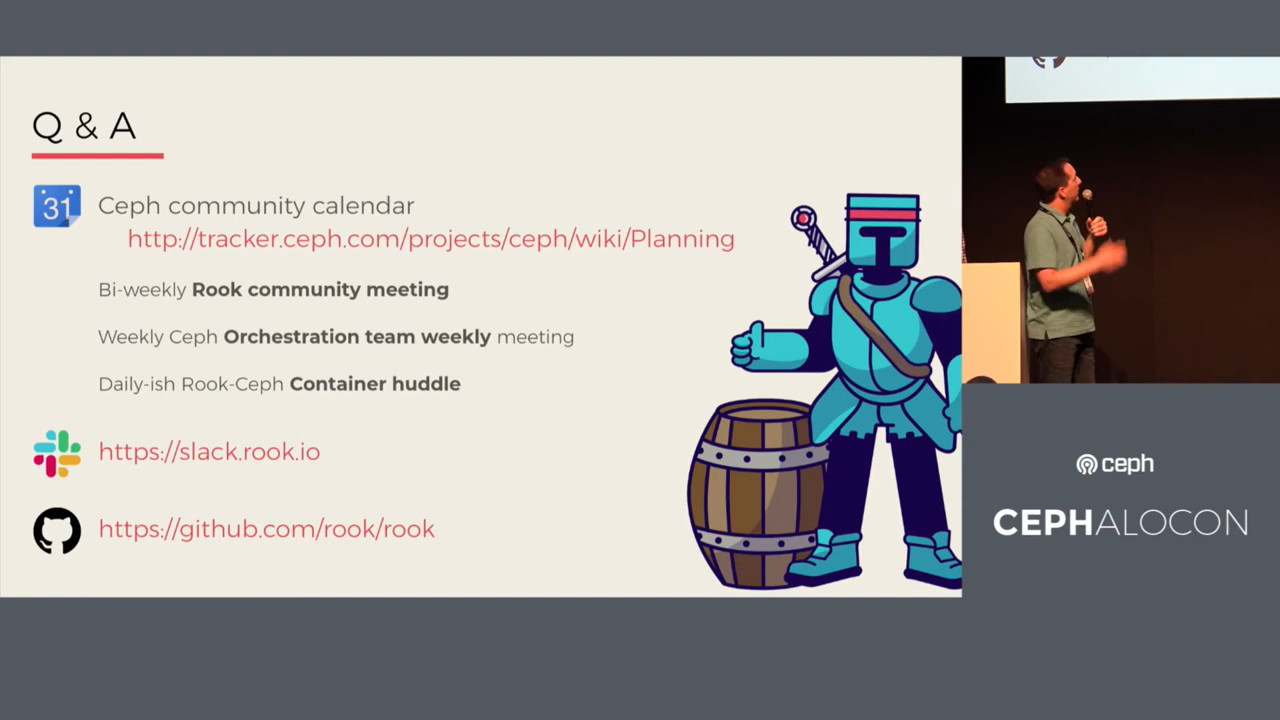 Q & A
31
Ceph community calendar
http://tracker.ceph.com/projects/ceph/wiki/Planning
Bi-weekly Rook community meeting
Weekly Ceph Orchestration team weekly meeting
Daily-ish Rook-Ceph Container huddle
https://slack.rook.io
https://github.com/rook/rook
ceph
CEPHALOCON